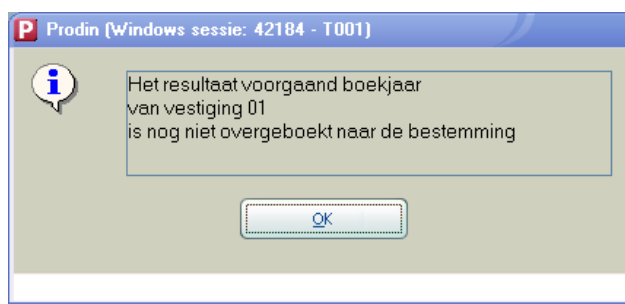 P Prodin (Windows sessie: 42184 - T001)
i
Het resultaat voorgaand boekjaar
van vestiging 01
is nog niet overgeboekt naar de bestemming
OK